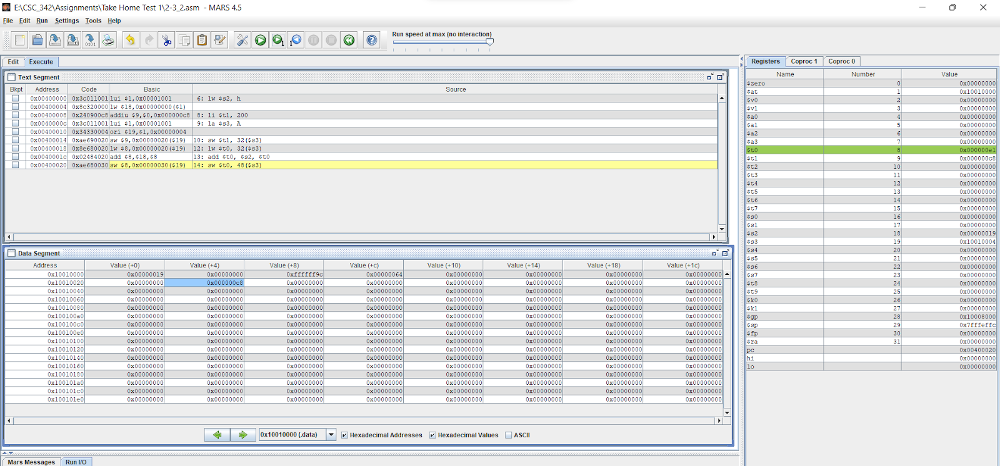 E:\CSC_342\Assignments\Take Home Test 1\2-3_2.asm - MARS 4.5
File Edit Run Settings Tools Help
Run speed at max (no interaction)
Edit Execute
Text Segment
Bkpt Address Code Basic Source
0x00400000 0x3c011001 lui $1,0x00001001 6: lw $s2, h
0x00400004 0x8c320000 lw $18,0x00000000($1)
0x00400008 0x240900c8 addiu $9,$0,0x000000c8 8: li $t1, 200
0x0040000c 0x3c011001 lui $1,0x00001001 9: la $s3, A
0x00400010 0x34330004 ori $19,$1,0x00000004
0x00400014 0xae690020 sw $9,0x00000020($19) 10: sw $t1, 32($s3)
0x00400018 0x8e680020 lw $8,0x00000020($19) 12: lw $t0, 32($s3)
0x0040001c 0x02484020 add $8,$18,$8 13: add $t0, $s2, $t0
0x00400020 0xae680030 sw $8,0x00000030($19) 14: sw $t0, 48($s3)
Data Segment
Address Value (+0) Value (+4) Value (+8) Value (+c) Value (+10) Value (+14) Value (+18) Value (+1c)
0x10010000 0x00000019 0x00000000 0xffffff9c 0x00000064 0x00000000 0x00000000 0x00000000 0x00000000
0x10010020 0x00000000 0x000000c8 0x00000000 0x00000000 0x00000000 0x00000000 0x00000000 0x00000000
0x10010040 0x00000000 0x00000000 0x00000000 0x00000000 0x00000000 0x00000000 0x00000000 0x00000000
0x10010060 0x00000000 0x00000000 0x00000000 0x00000000 0x00000000 0x00000000 0x00000000 0x00000000
0x10010080 0x00000000 0x00000000 0x00000000 0x00000000 0x00000000 0x00000000 0x00000000 0x00000000
0x100100a0 0x00000000 0x00000000 0x00000000 0x00000000 0x00000000 0x00000000 0x00000000 0x00000000
0x100100c0 0x00000000 0x00000000 0x00000000 0x00000000 0x00000000 0x00000000 0x00000000 0x00000000
0x100100e0 0x00000000 0x00000000 0x00000000 0x00000000 0x00000000 0x00000000 0x00000000 0x00000000
0x10010100 0x00000000 0x00000000 0x00000000 0x00000000 0x00000000 0x00000000 0x00000000 0x00000000
0x10010120 0x00000000 0x00000000 0x00000000 0x00000000 0x00000000 0x00000000 0x00000000 0x00000000
0x10010140 0x00000000 0x00000000 0x00000000 0x00000000 0x00000000 0x00000000 0x00000000 0x00000000
0x10010160 0x00000000 0x00000000 0x00000000 0x00000000 0x00000000 0x00000000 0x00000000 0x00000000
0x10010180 0x00000000 0x00000000 0x00000000 0x00000000 0x00000000 0x00000000 0x00000000 0x00000000
0x100101a0 0x00000000 0x00000000 0x00000000 0x00000000 0x00000000 0x00000000 0x00000000 0x00000000
0x100101c0 0x00000000 0x00000000 0x00000000 0x00000000 0x00000000 0x00000000 0x00000000 0x00000000
0x100101e0 0x00000000 0x00000000 0x00000000 0x00000000 0x00000000 0x00000000 0x00000000 0x00000000
0x10010000 (.data) Hexadecimal Addresses Hexadecimal Values ASCII
Mars Messages Run I/O
Registers Coproc 1 Coproc 0
Name Number Value
$zero 0 0x00000000
$at 1 0x10010000
$v0 2 0x00000000
$v1 3 0x00000000
$a0 4 0x00000000
$a1 5 0x00000000
$a2 6 0x00000000
$a3 7 0x00000000
$t0 8 0x000000e1
$t1 9 0x000000c8
$t2 10 0x00000000
$t3 11 0x00000000
$t4 12 0x00000000
$t5 13 0x00000000
$t6 14 0x00000000
$t7 15 0x00000000
$s0 16 0x00000000
$s1 17 0x00000000
$s2 18 0x00000019
$s3 19 0x10010004
$s4 20 0x00000000
$s5 21 0x00000000
$s6 22 0x00000000
$s7 23 0x00000000
$t8 24 0x00000000
$t9 25 0x00000000
$k0 26 0x00000000
$k1 27 0x00000000
$gp 28 0x10008000
$sp 29 0x7fffeffc
$fp 30 0x00000000
$ra 31 0x00000000
pc 0x00400020
hi 0x00000000
lo 0x00000000